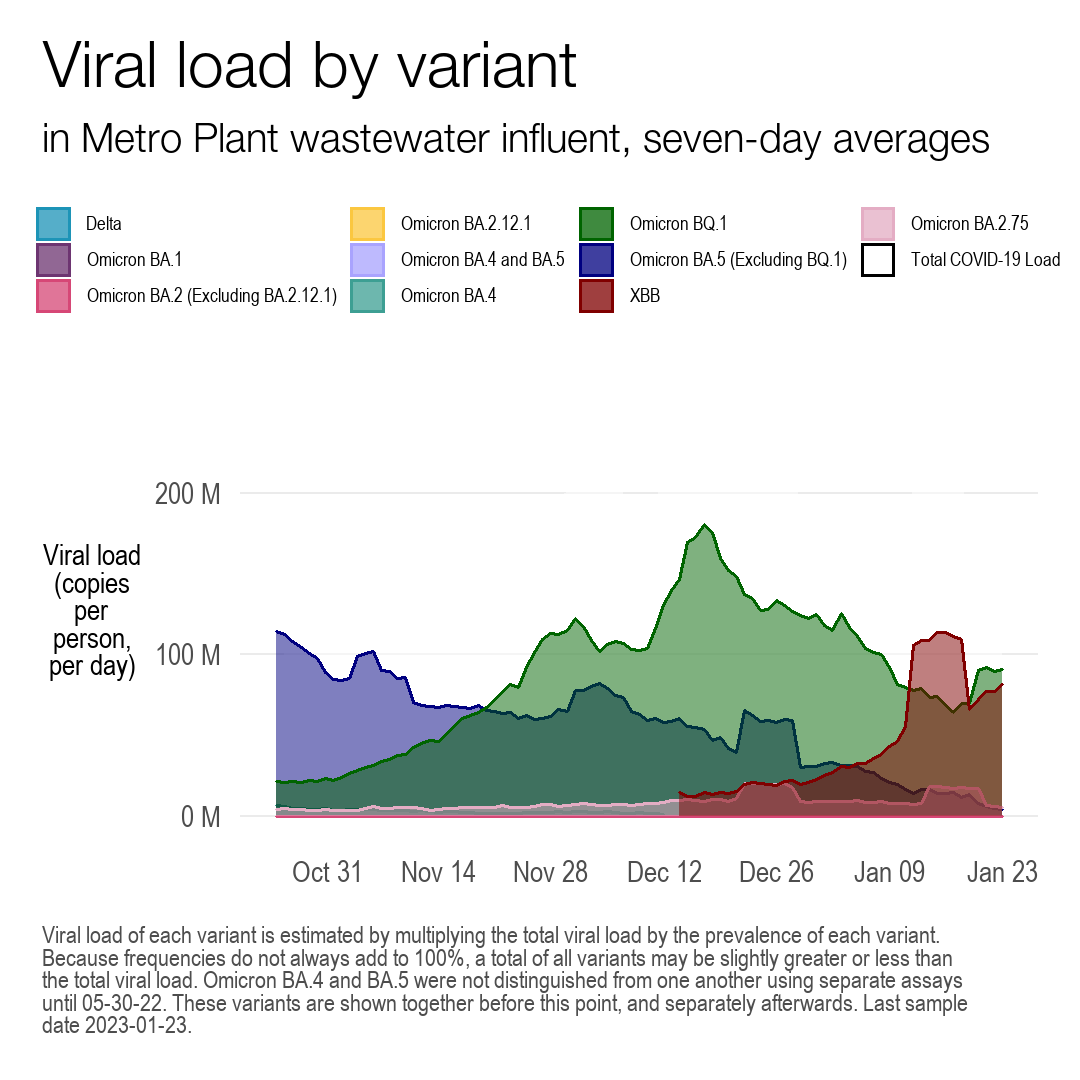 Viral load by variant
in Metro Plant wastewater influent, seven-day averages
Delta
Omicron BA.1
Omicron BA.2 (Excluding BA.2.12.1)
Omicron BA.2.12.1
Omicron BA.4 and BA.5
Omicron BA.4
Omicron BQ.1
Omicron BA.5 (Excluding BQ.1)
XBB
Omicron BA.2.75
Total COVID-19 Load
200 M
100 M
0 M
Viral load
(copies
per
person,
per day)
Oct 31
Nov 14
Nov 28
Dec 12
Dec 26
Jan 09
Jan 23
Viral load of each variant is estimated by multiplying the total viral load by the prevalence of each variant.
Because frequencies do not always add to 100%, a total of all variants may be slightly greater or less than
the total viral load. Omicron BA.4 and BA.5 were not distinguished from one another using separate assays
until 05-30-22. These variants are shown together before this point, and separately afterwards. Last sample
date 2023-01-23.